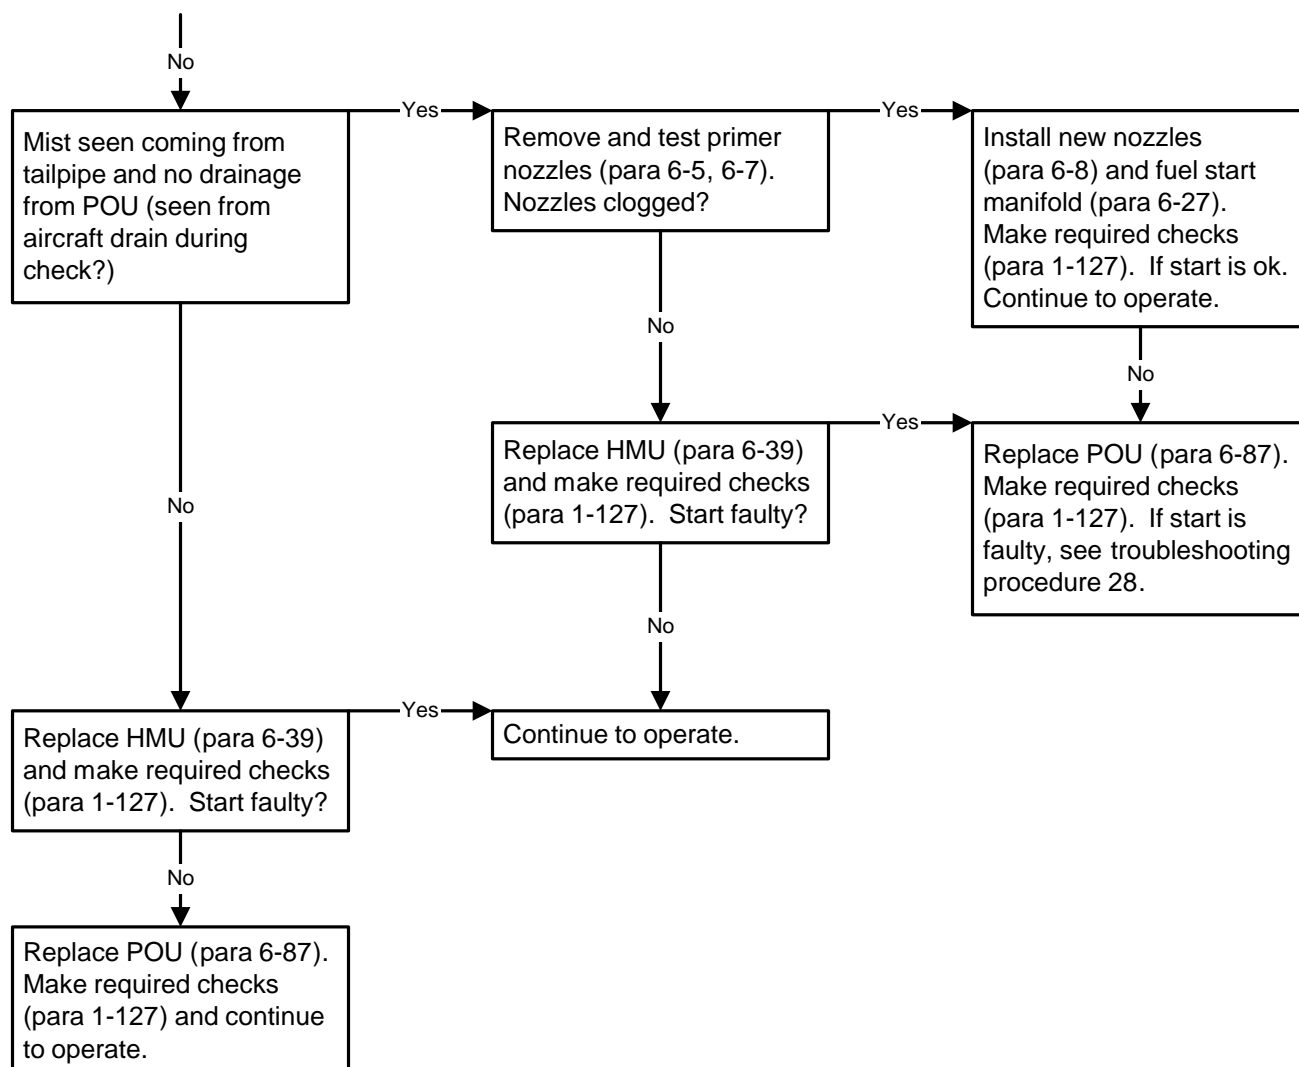 No
Mist seen coming from
tailpipe and no drainage
from POU (seen from
aircraft drain during
check?)
Yes
Remove and test primer
nozzles (para 6-5, 6-7).
Nozzles clogged?
Yes
Install new nozzles
(para 6-8) and fuel start
manifold (para 6-27).
Make required checks
(para 1-127).  If start is ok.
Continue to operate.
No
No
Replace HMU (para 6-39)
and make required checks
(para 1-127).  Start faulty?
Yes
Replace POU (para 6-87).
Make required checks
(para 1-127).  If start is
faulty, see troubleshooting
procedure 28.
No
No
Replace HMU (para 6-39)
and make required checks
(para 1-127).  Start faulty?
Yes
Continue to operate.
No
Replace POU (para 6-87).
Make required checks
(para 1-127) and continue
to operate.